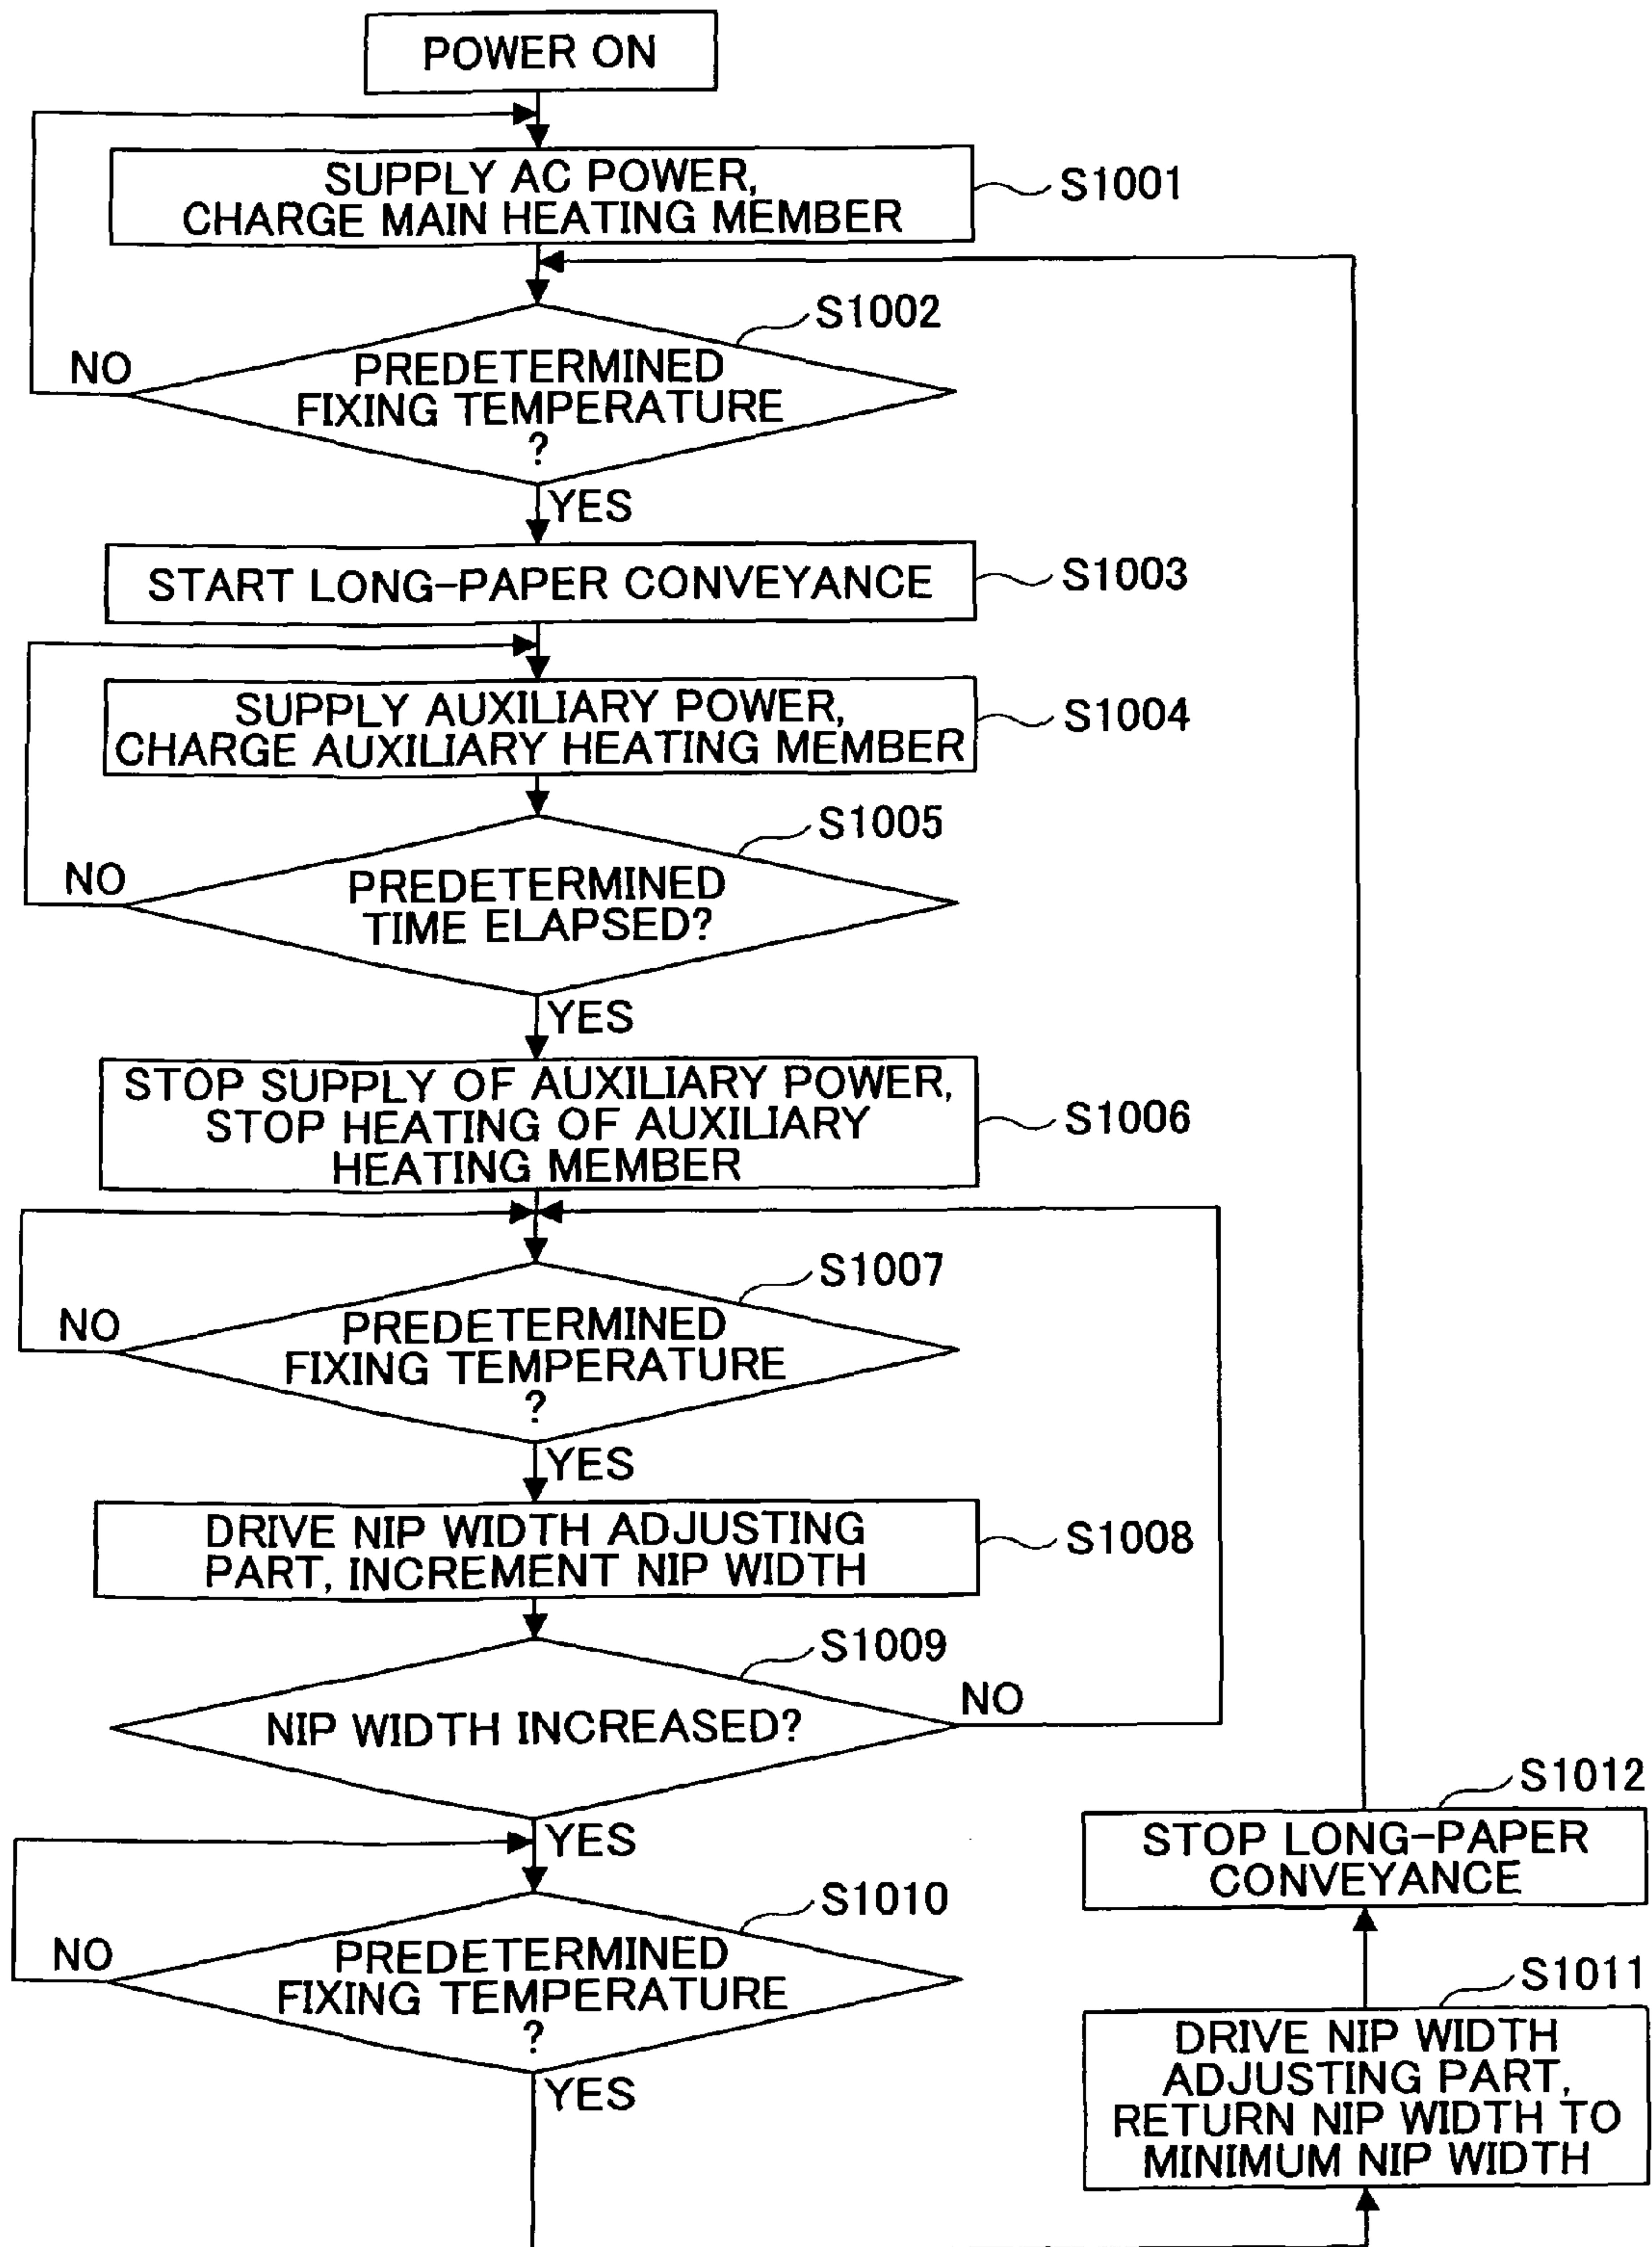 POWER ON
SUPPLY AC POWER,
CHARGE MAIN HEATING MEMBER
S1001
S1002
NO
PREDETERMINED
FIXING TEMPERATURE
?
YES
START LONG-PAPER CONVEYANCE
S1003
SUPPLY AUXILIARY POWER,
CHARGE AUXILIARY HEATING MEMBER
S1004
S1005
NO
PREDETERMINED
TIME ELAPSED?
YES
STOP SUPPLY OF AUXILIARY POWER,
STOP HEATING OF AUXILIARY
HEATING MEMBER
S1006
S1007
NO
PREDETERMINED
FIXING TEMPERATURE
?
YES
DRIVE NIP WIDTH ADJUSTING
PART, INCREMENT NIP WIDTH
S1008
S1009
NO
NIP WIDTH INCREASED?
YES
S1010
NO
PREDETERMINED
FIXING TEMPERATURE
?
YES
S1012
STOP LONG-PAPER
CONVEYANCE
S1011
DRIVE NIP WIDTH
ADJUSTING PART,
RETURN NIP WIDTH TO
MINIMUM NIP WIDTH